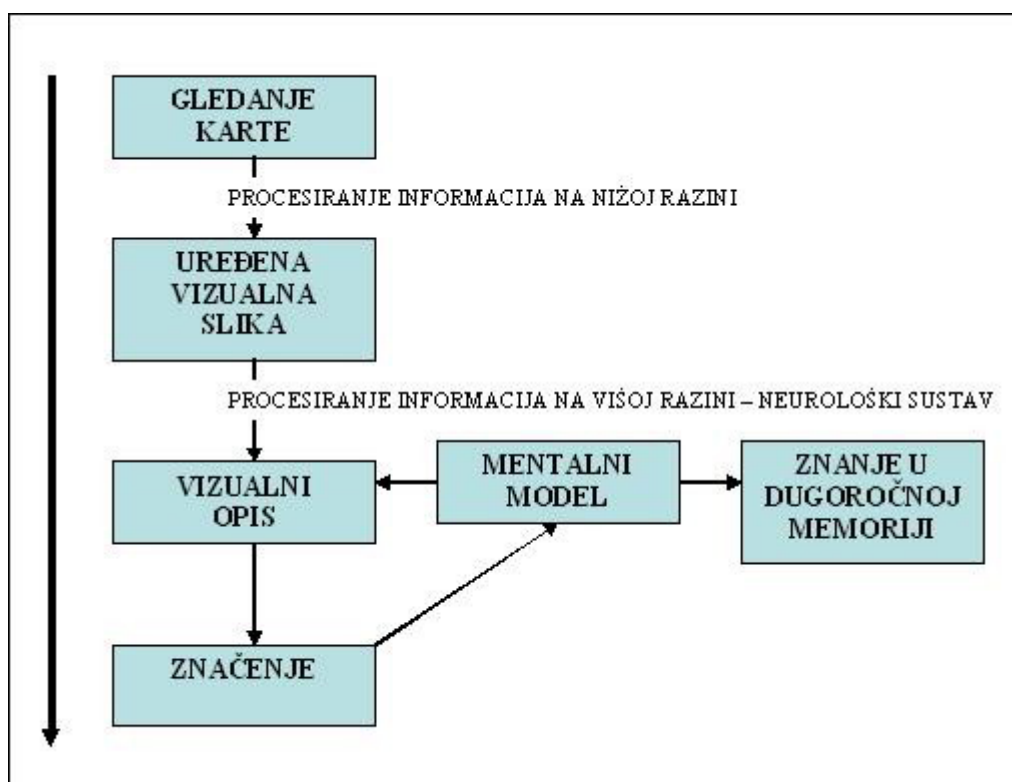 GLEDANJE
KARTE
PROCESIRANJE INFORMACIJA NA NIŽOJ RAZINI
UREĐENA
VIZUALNA
SLIKA
PROCESIRANJE INFORMACIJA NA VIŠOJ RAZINI – NEUROLOŠKI SUSTAV
VIZUALNI
OPIS
MENTALNI
MODEL
ZNANJE U
DUGOROČNOJ
MEMORIJI
ZNAČENJE